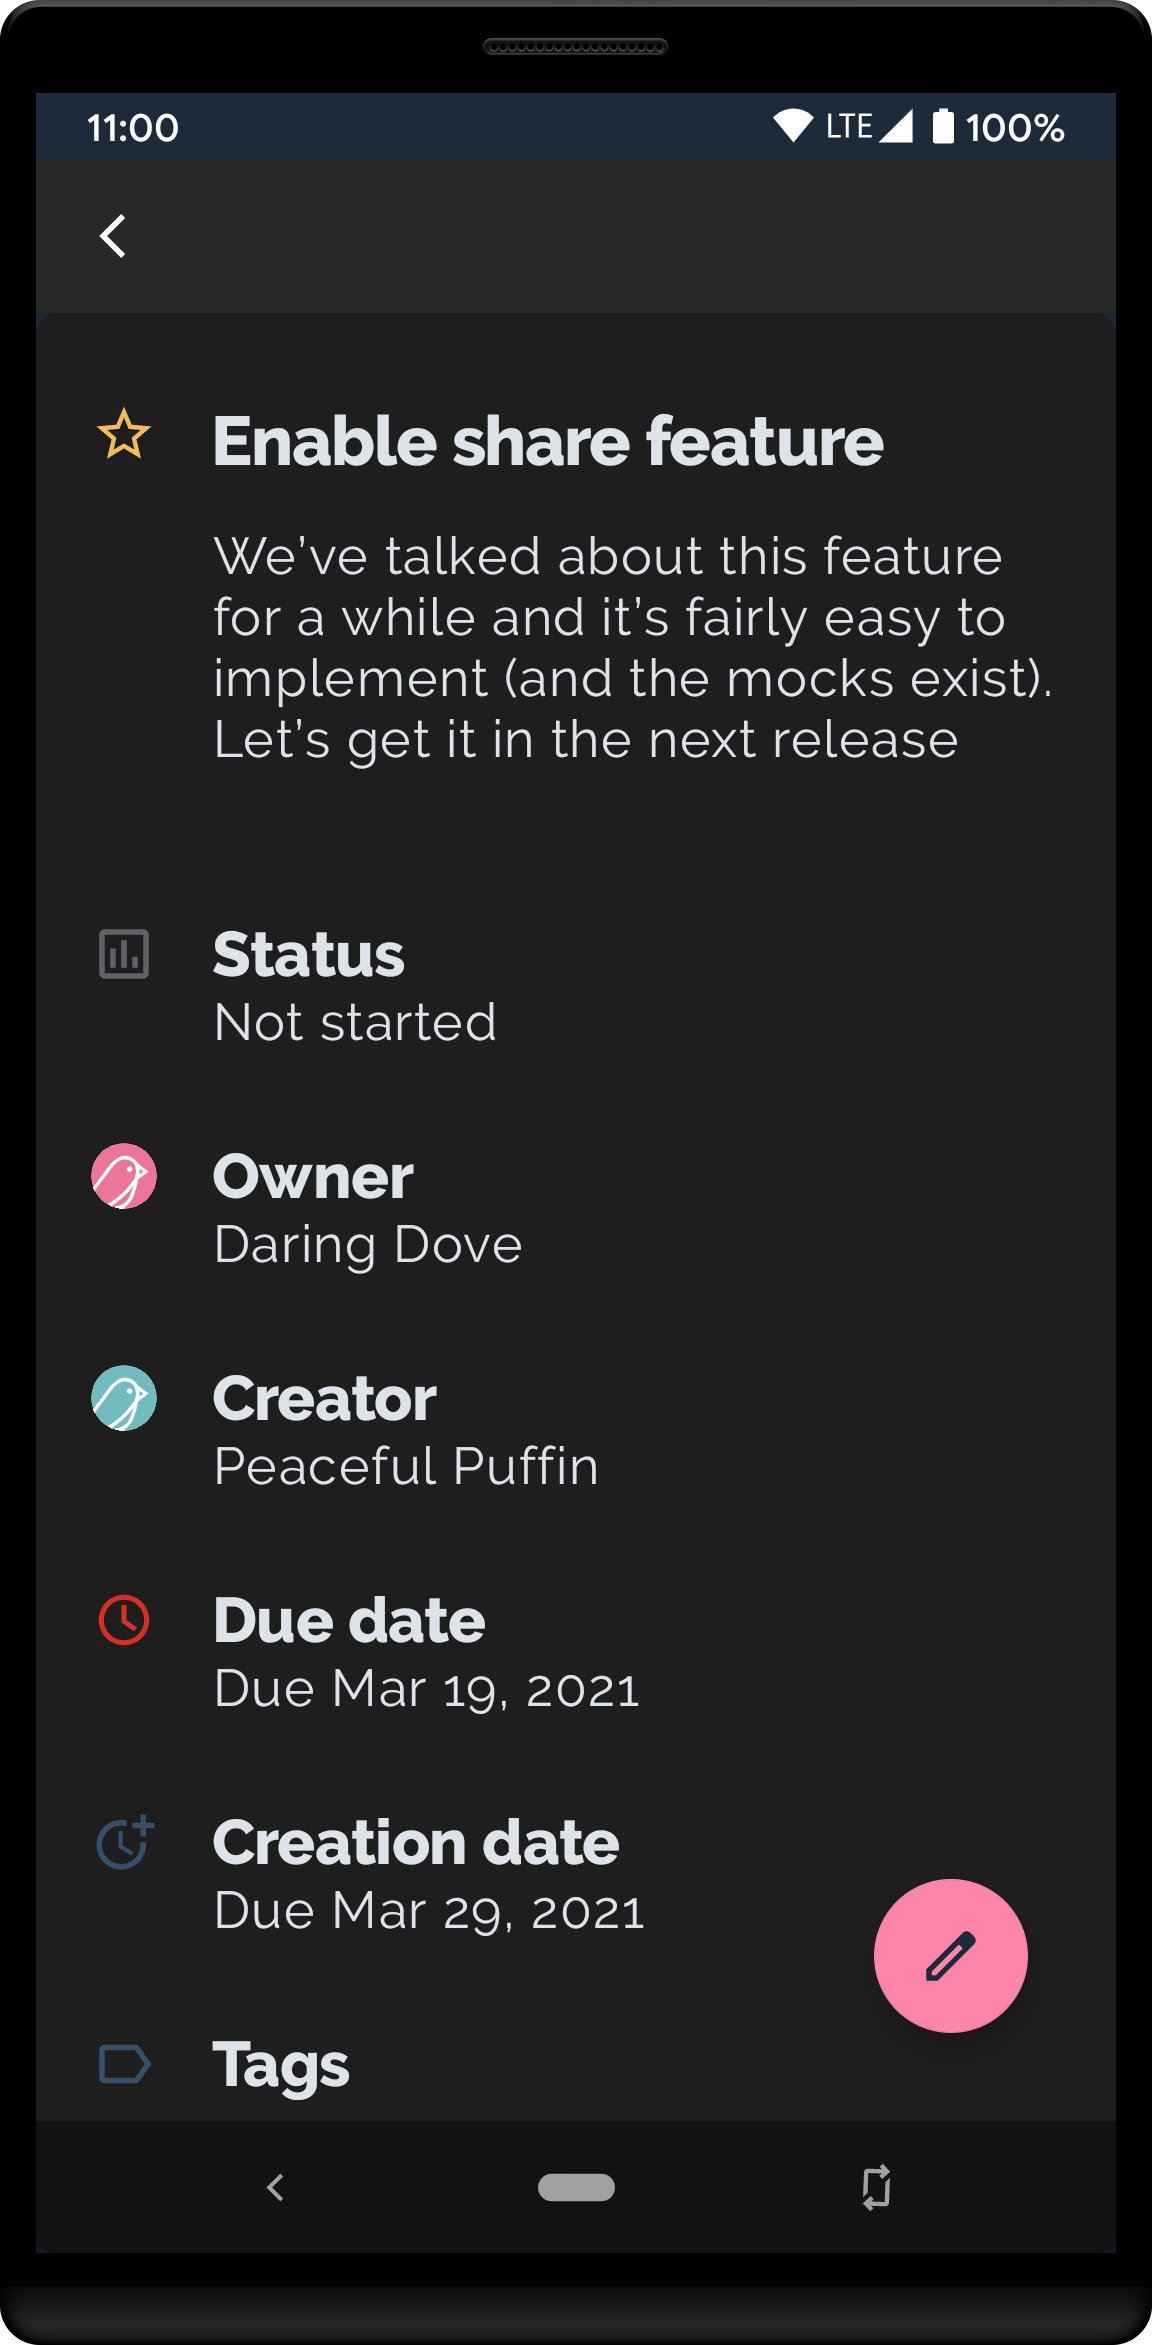 11:00 LTE 100%
Enable share feature
We’ve talked about this feature
for a while and it’s fairly easy to
implement (and the mocks exist).
Let’s get it in the next release
Status
Not started
Owner
Daring Dove
Creator
Peaceful Puffin
Due date
Due Mar 19, 2021
Creation date
Due Mar 29, 2021
Tags